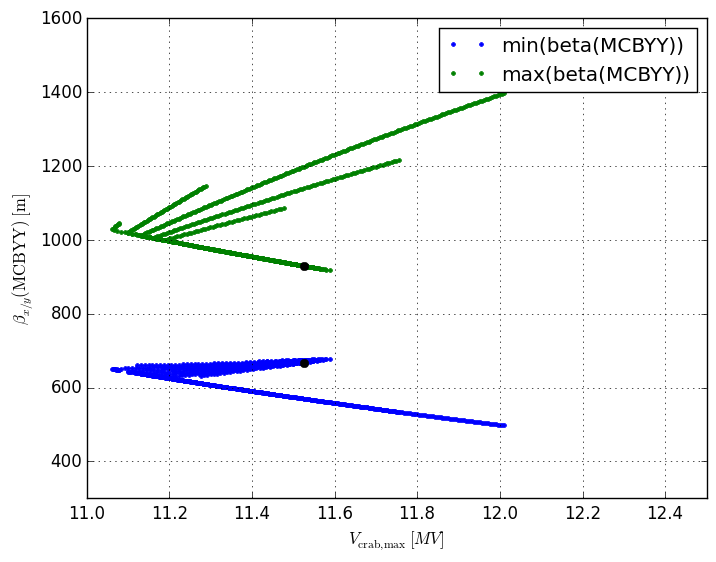 1600
1400
1200
1000
800
600
400
11.0 11.2 11.4 11.6 11.8 12.0 12.2 12.4
β_{x/y}(MCBYY) [m]
V_{crab,max} [MV]
min(beta(MCBYY))
max(beta(MCBYY))